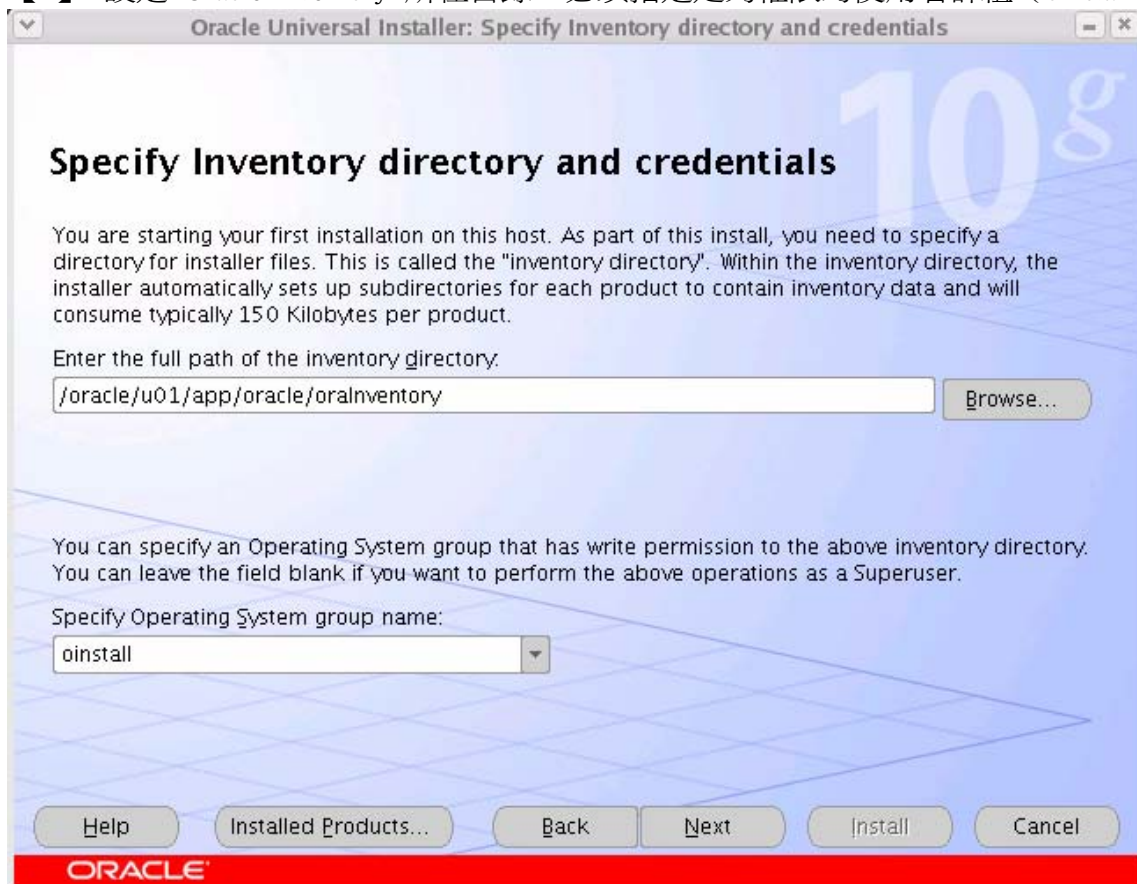 Oracle Universal Installer: Specify Inventory directory and credentials
10g
Specify Inventory directory and credentials
You are starting your first installation on this host. As part of this install, you need to specify a
directory for installer files. This is called the "inventory directory". Within the inventory directory, the
installer automatically sets up subdirectories for each product to contain inventory data and will
consume typically 150 Kilobytes per product.
Enter the full path of the inventory directory:
/oracle/u01/app/oracle/oraInventory
Browse...
You can specify an Operating System group that has write permission to the above inventory directory.
You can leave the field blank if you want to perform the above operations as a Superuser.
Specify Operating System group name:
oinstall
Help Installed Products... Back Next Install Cancel
ORACLE